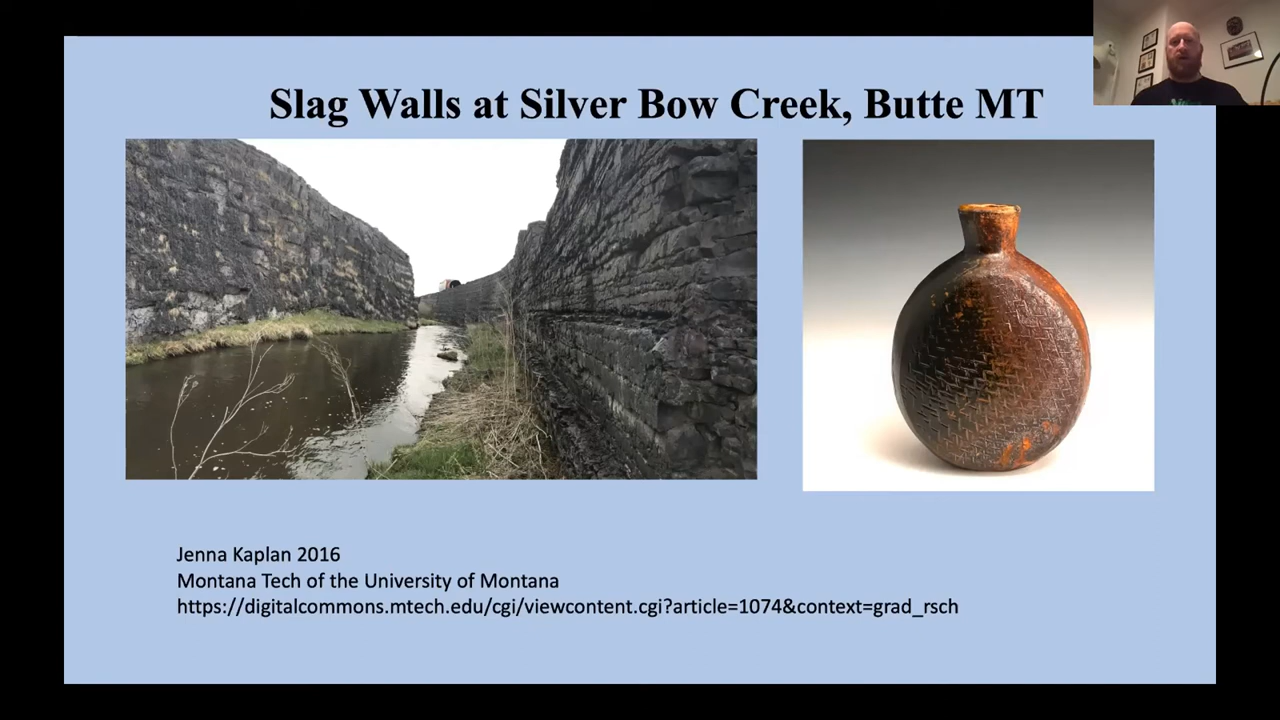 Slag Walls at Silver Bow Creek, Butte MT
Jenna Kaplan 2016
Montana Tech of the University of Montana
https://digitalcommons.mtech.edu/cgi/viewcontent.cgi?article=1074&context=grad_rsch